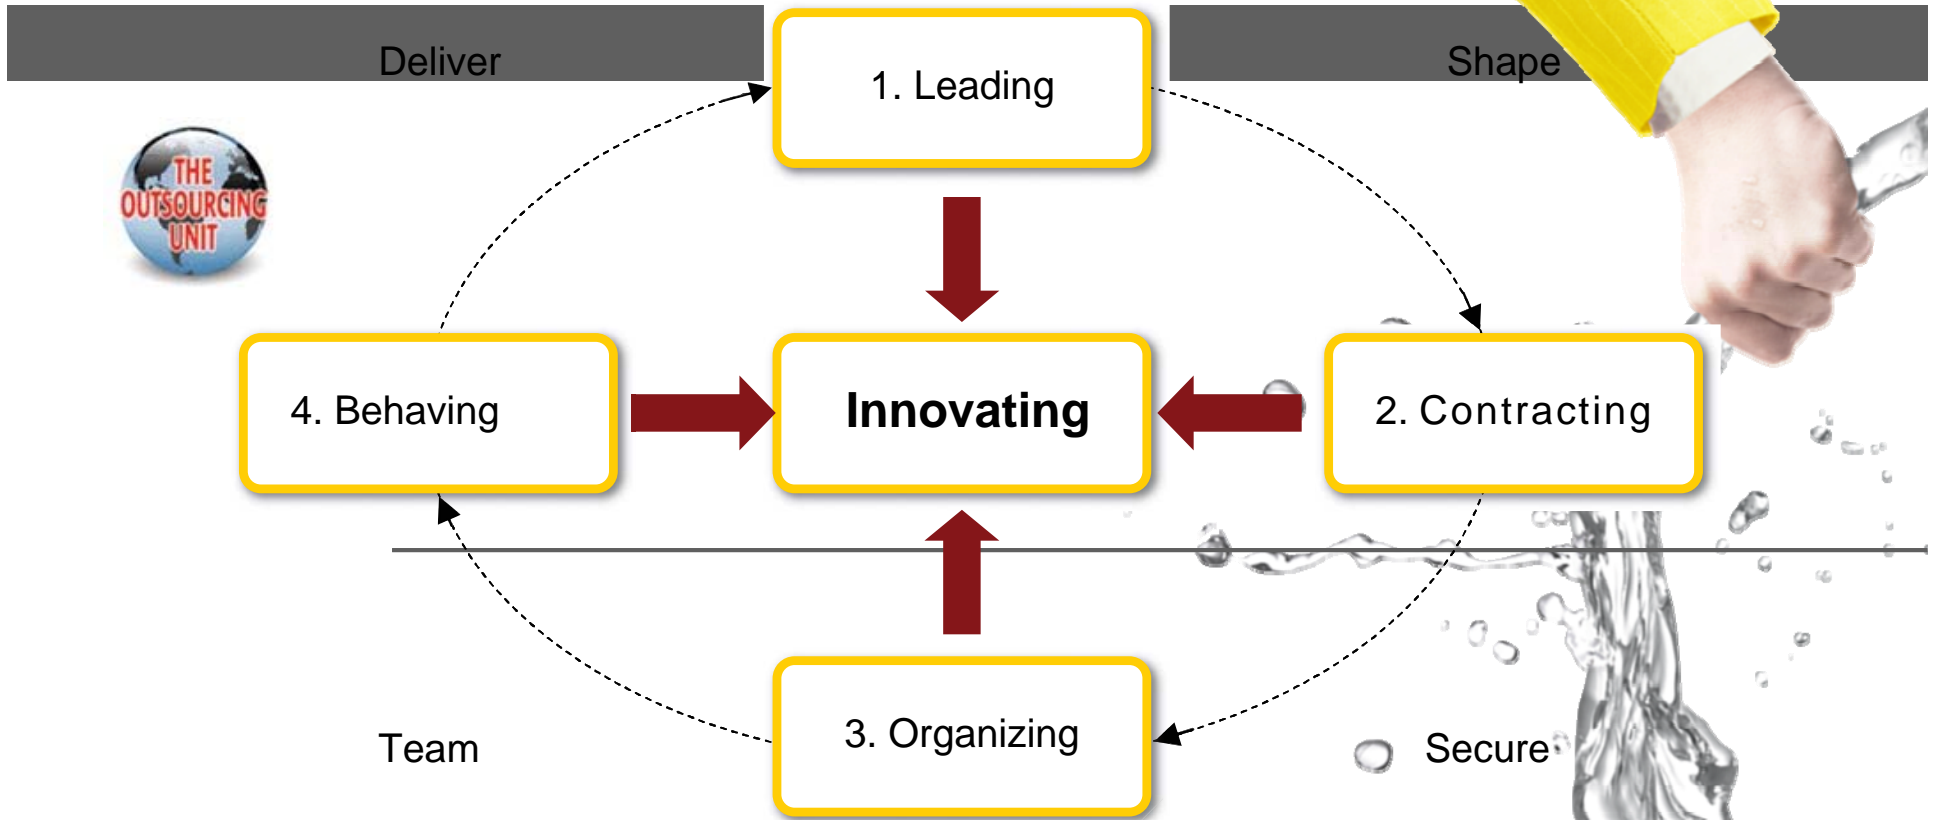 Deliver
1. Leading
Shape
THE
OUTSOURCING
UNIT
4. Behaving
Innovating
2. Contracting
Team
3. Organizing
Secure